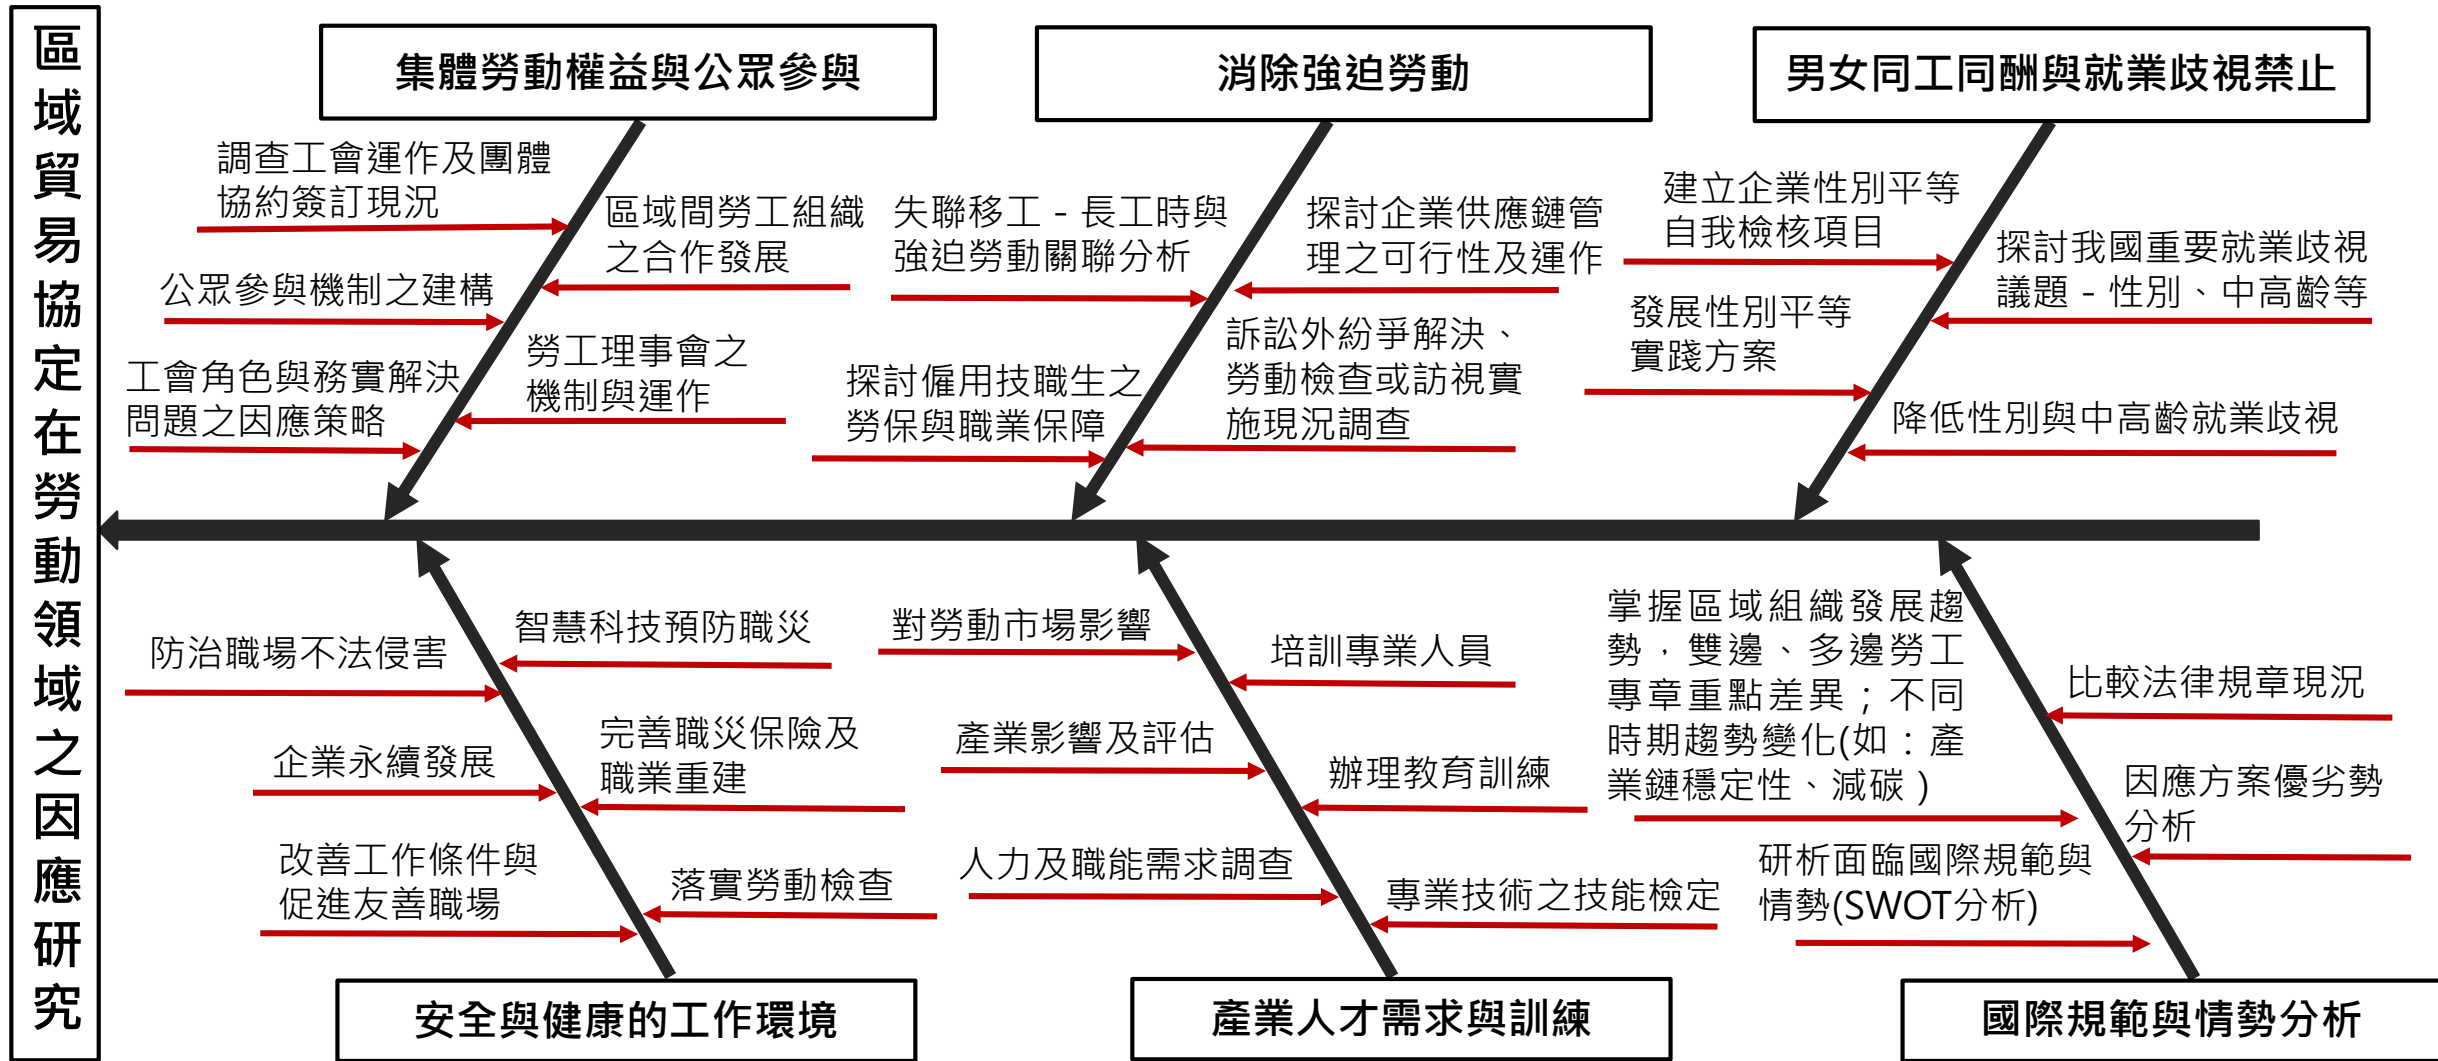 區域貿易協定在勞動領域之因應研究
集體勞動權益與公眾參與
調查工會運作及團體
協約簽訂現況
區域間勞工組織
之合作發展
公眾參與機制之建構
勞工理事會之
機制與運作
工會角色與務實解決
問題之因應策略
消除強迫勞動
失聯移工-長工時與
強迫勞動關聯分析
探討企業供應鏈管
理之可行性及運作
探討僱用技職生之
勞保與職業保障
訴訟外紛爭解決、
勞動檢查或訪視實
施現況調查
男女同工同酬與就業歧視禁止
建立企業性別平等
自我檢核項目
探討我國重要就業歧視
議題-性別、中高齡等
發展性別平等
實踐方案
降低性別與中高齡就業歧視
防治職場不法侵害
智慧科技預防職災
企業永續發展
完善職災保險及
職業重建
改善工作條件與
促進友善職場
落實勞動檢查
安全與健康的工作環境
對勞動市場影響
培訓專業人員
產業影響及評估
辦理教育訓練
人力及職能需求調查
專業技術之技能檢定
產業人才需求與訓練
掌握區域組織發展趨
勢，雙邊、多邊勞工
專章重點差異；不同
時期趨勢變化(如：產
業鏈穩定性、減碳)
比較法律規章現況
因應方案優劣勢
分析
研析面臨國際規範與
情勢(SWOT分析)
國際規範與情勢分析